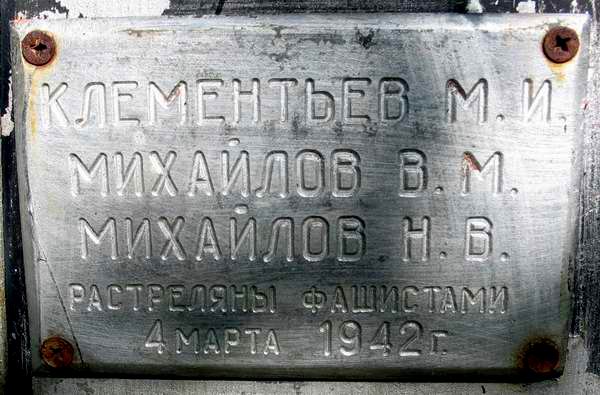 КЛЕМЕНТЬЕВ М.И.
МИХАЙЛОВ В.М.
МИХАЙЛОВ Н.В.
РАСТРЕЛЯНЫ ФАШИСТАМИ
4 МАРТА 1942 г.